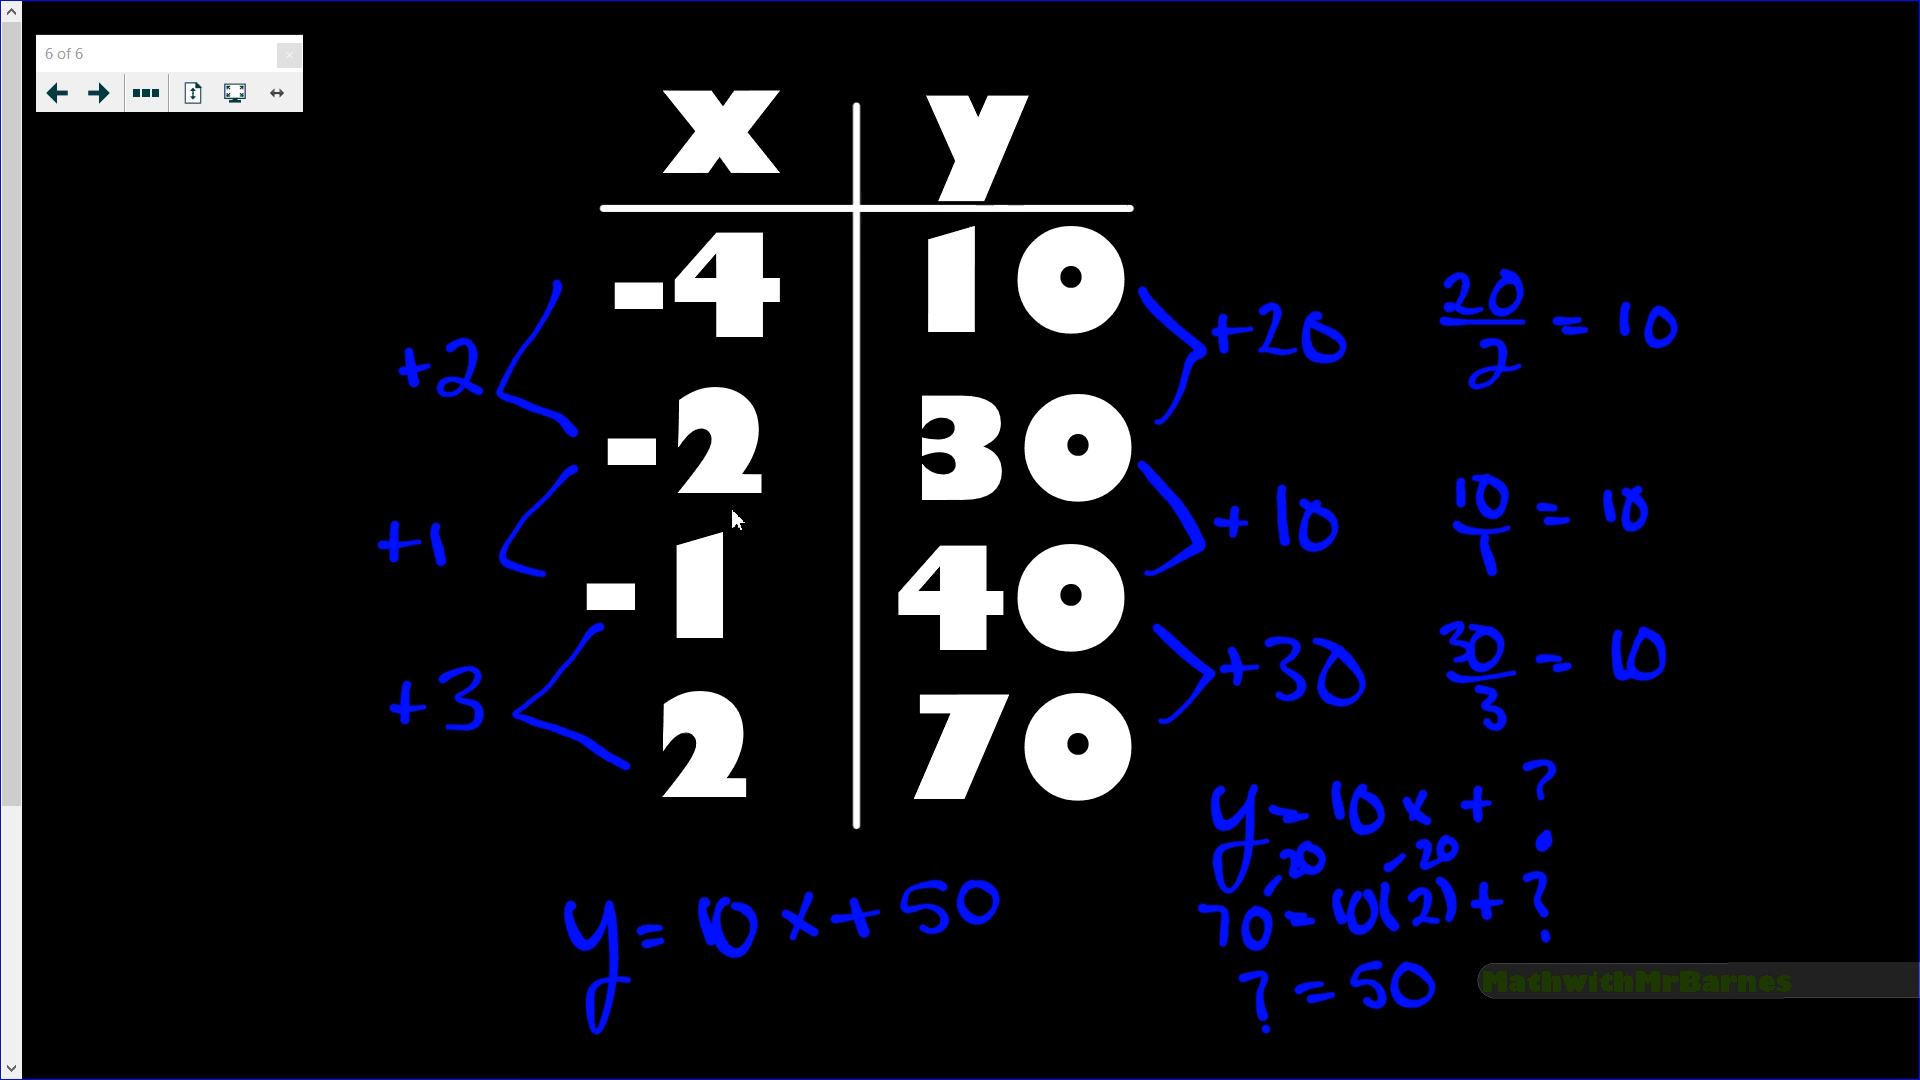 6 of 6
x y
-4 10
+2 +20 20/2 = 10
-2 30
+1 +10 10/1 = 10
-1 40
+3 +30 30/3 = 10
2 70
y = 10x + ?
-20 -20
70 = 10(2) + ?
? = 50
y = 10x + 50
MathwithMrBarnes